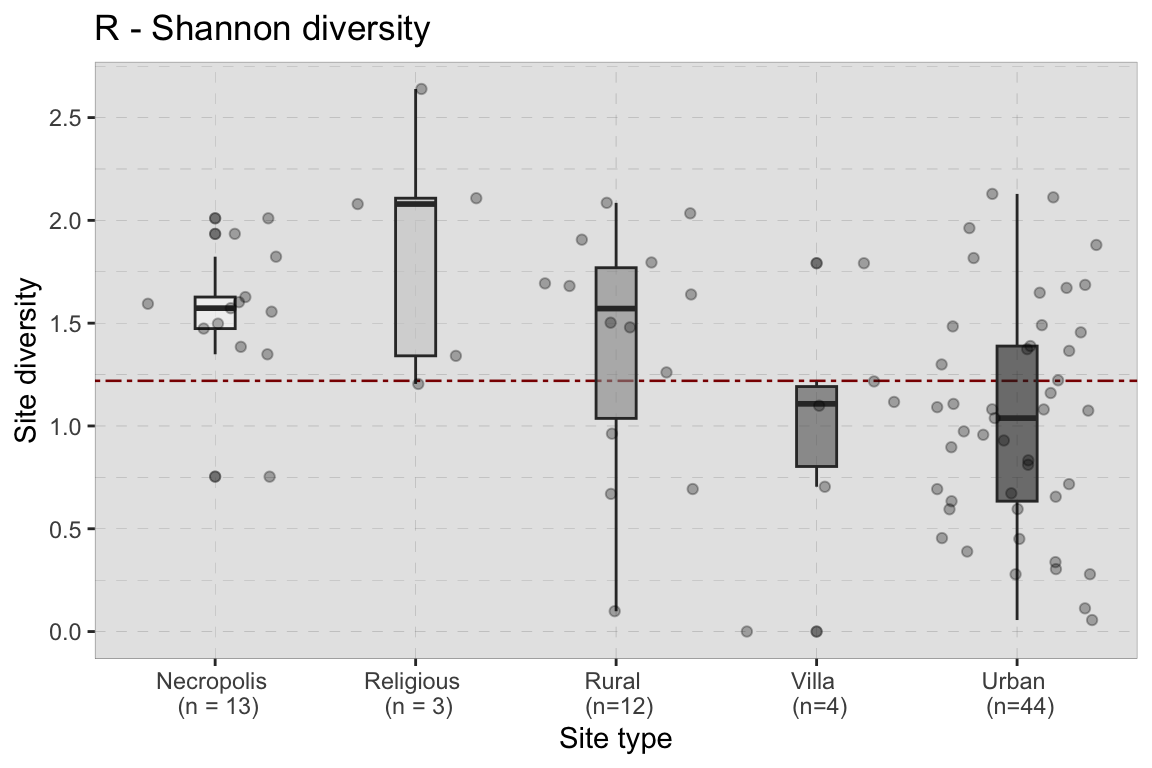 R - Shannon diversity
Site diversity
2.5
2.0
1.5
1.0
0.5
0.0
Necropolis Religious Rural Villa Urban
(n = 13) (n = 3) (n=12) (n=4) (n=44)
Site type